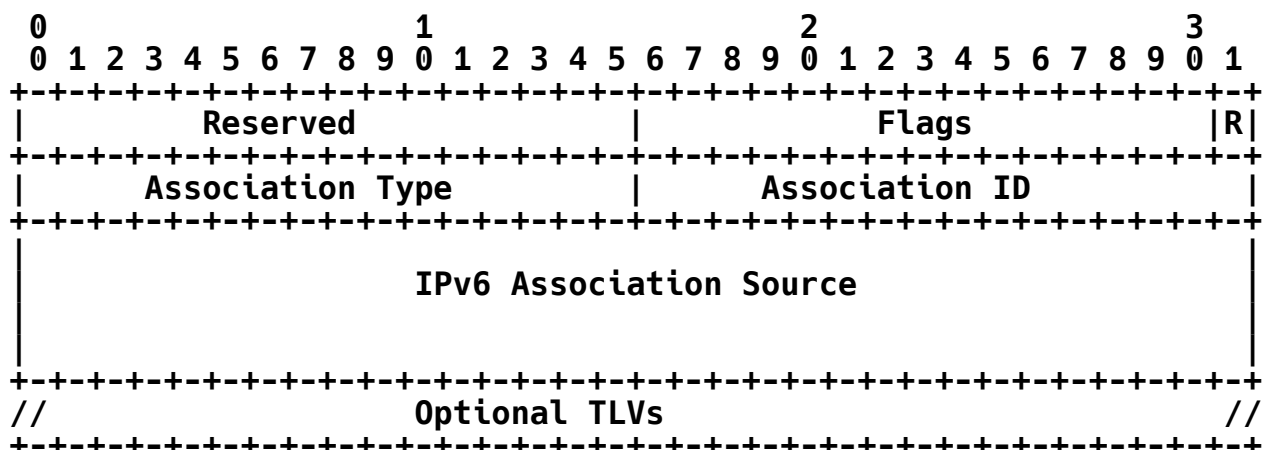 0                   1                   2                   3
 0 1 2 3 4 5 6 7 8 9 0 1 2 3 4 5 6 7 8 9 0 1 2 3 4 5 6 7 8 9 0 1
+-+-+-+-+-+-+-+-+-+-+-+-+-+-+-+-+-+-+-+-+-+-+-+-+-+-+-+-+-+-+-+-+
|         Reserved              |            Flags            |R|
+-+-+-+-+-+-+-+-+-+-+-+-+-+-+-+-+-+-+-+-+-+-+-+-+-+-+-+-+-+-+-+-+
|      Association Type         |      Association ID           |
+-+-+-+-+-+-+-+-+-+-+-+-+-+-+-+-+-+-+-+-+-+-+-+-+-+-+-+-+-+-+-+-+
|                                                               |
|                    IPv6 Association Source                    |
|                                                               |
|                                                               |
+-+-+-+-+-+-+-+-+-+-+-+-+-+-+-+-+-+-+-+-+-+-+-+-+-+-+-+-+-+-+-+-+
//                   Optional TLVs                             //
+-+-+-+-+-+-+-+-+-+-+-+-+-+-+-+-+-+-+-+-+-+-+-+-+-+-+-+-+-+-+-+-+